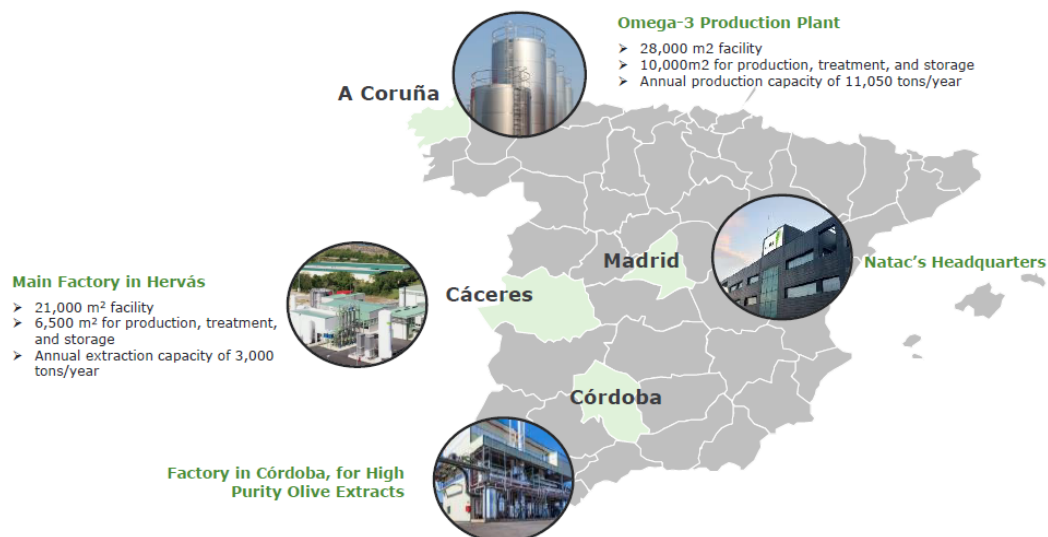 Omega-3 Production Plant
➢ 28,000 m2 facility
➢ 10,000m2 for production, treatment, and storage
➢ Annual production capacity of 11,050 tons/year
A Coruña
Madrid
Natac’s Headquarters
Main Factory in Hervás
➢ 21,000 m² facility
➢ 6,500 m² for production, treatment,
and storage
➢ Annual extraction capacity of 3,000
tons/year
Cáceres
Córdoba
Factory in Córdoba, for High
Purity Olive Extracts